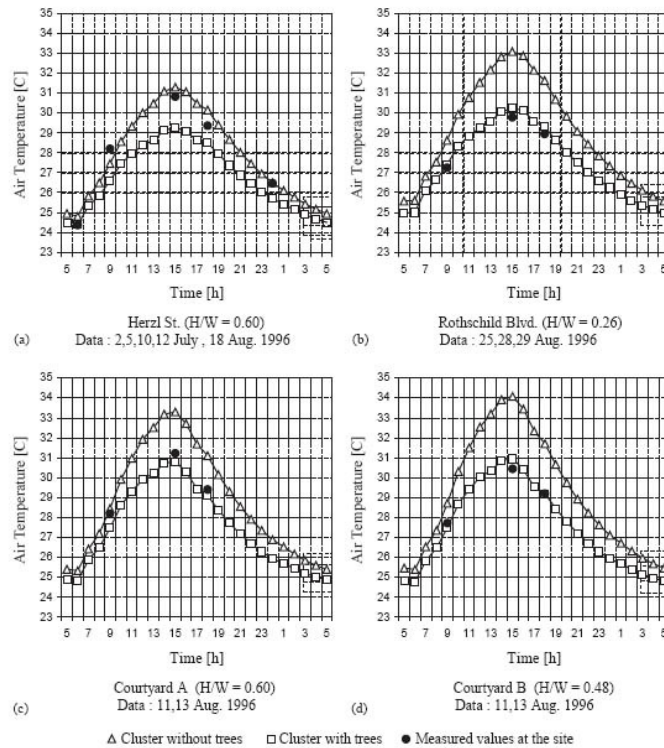 35
34
33
32
31
30
29
28
27
26
25
24
23
Air Temperature [C]
5 7 9 11 13 15 17 19 21 23 1 3 5
Time [h]
Herzl St. (H/W = 0.60)
(a) Data : 2,5,10,12 July , 18 Aug. 1996
35
34
33
32
31
30
29
28
27
26
25
24
23
Air Temperature [C]
5 7 9 11 13 15 17 19 21 23 1 3 5
Time [h]
Rothschild Blvd. (H/W = 0.26)
(b) Data : 25,28,29 Aug. 1996
35
34
33
32
31
30
29
28
27
26
25
24
23
Air Temperature [C]
5 7 9 11 13 15 17 19 21 23 1 3 5
Time [h]
Courtyard A (H/W = 0.60)
(c) Data : 11,13 Aug. 1996
35
34
33
32
31
30
29
28
27
26
25
24
23
Air Temperature [C]
5 7 9 11 13 15 17 19 21 23 1 3 5
Time [h]
Courtyard B (H/W = 0.48)
(d) Data : 11,13 Aug. 1996
Cluster without trees Cluster with trees Measured values at the site